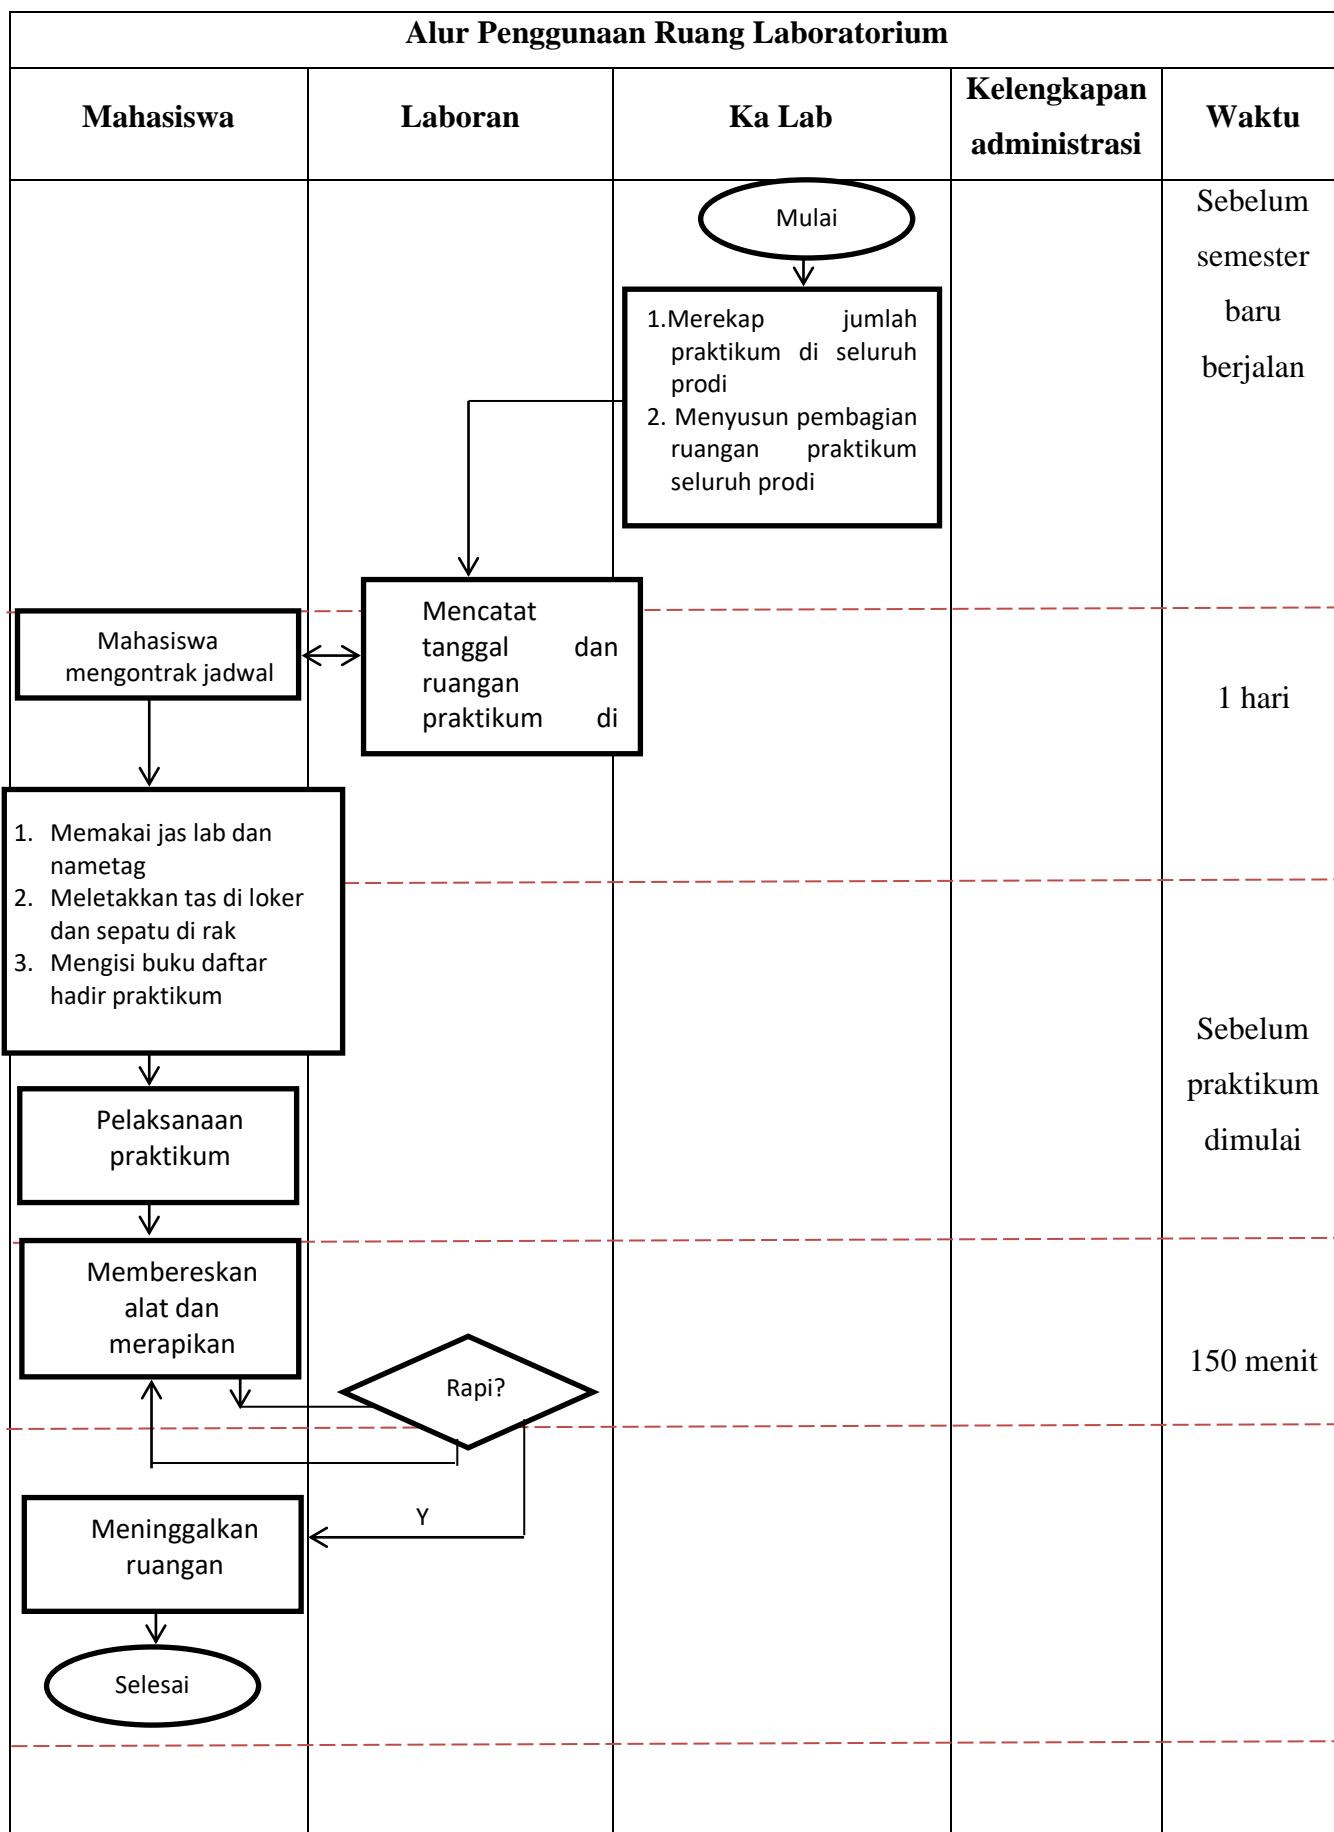 Alur Penggunaan Ruang Laboratorium
Mahasiswa
Laboran
Ka Lab
Kelengkapan
administrasi
Waktu
Mulai
Sebelum
semester
baru
berjalan
1.Merekap jumlah
praktikum di seluruh
prodi
2. Menyusun pembagian
ruangan praktikum
seluruh prodi
Mencatat
tanggal dan
ruangan
praktikum di
Mahasiswa
mengontrak jadwal
1 hari
1. Memakai jas lab dan
nametag
2. Meletakkan tas di loker
dan sepatu di rak
3. Mengisi buku daftar
hadir praktikum
Sebelum
praktikum
dimulai
Pelaksanaan
praktikum
Membereskan
alat dan
merapikan
Rapi?
150 menit
Y
Meninggalkan
ruangan
Selesai